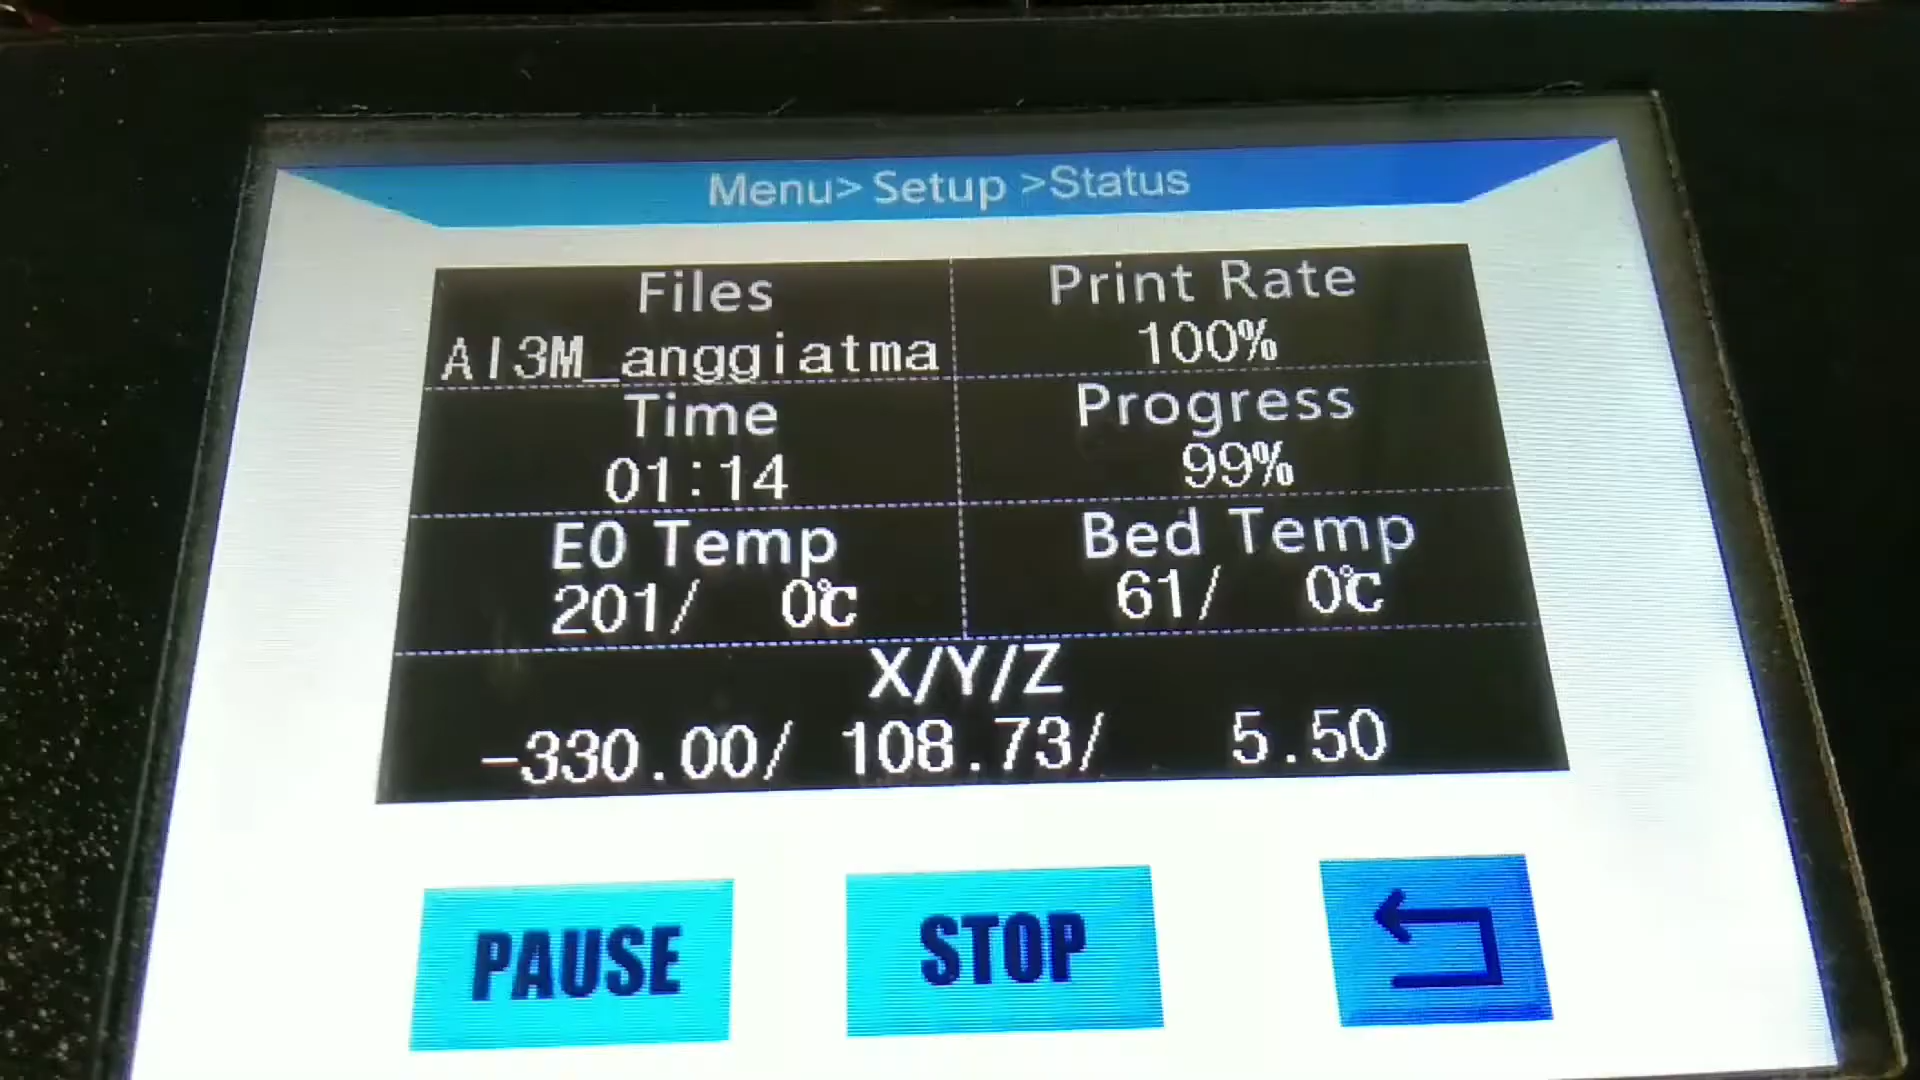 Menu> Setup >Status
Files
AI3M_anggiatma
Print Rate
100%
Time
01:14
Progress
99%
E0 Temp
201/ 0℃
Bed Temp
61/ 0℃
X/Y/Z
-330.00/ 108.73/ 5.50
PAUSE
STOP